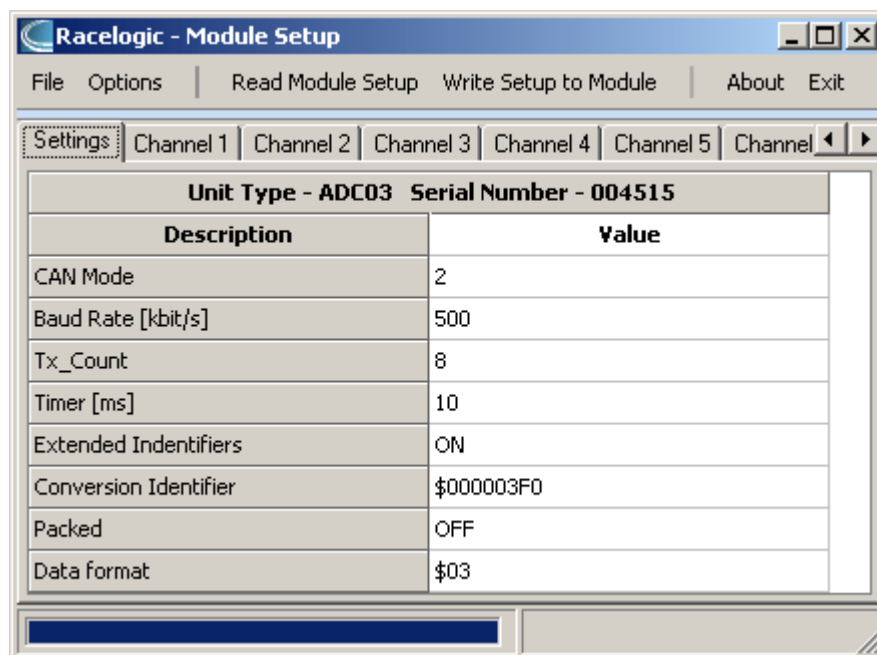 Racelogic - Module Setup
File Options Read Module Setup Write Setup to Module About Exit
Settings Channel 1 Channel 2 Channel 3 Channel 4 Channel 5 Channel
Unit Type - ADC03 Serial Number - 004515
Description Value
CAN Mode 2
Baud Rate [kbit/s] 500
Tx_Count 8
Timer [ms] 10
Extended Indentifiers ON
Conversion Identifier $000003F0
Packed OFF
Data format $03